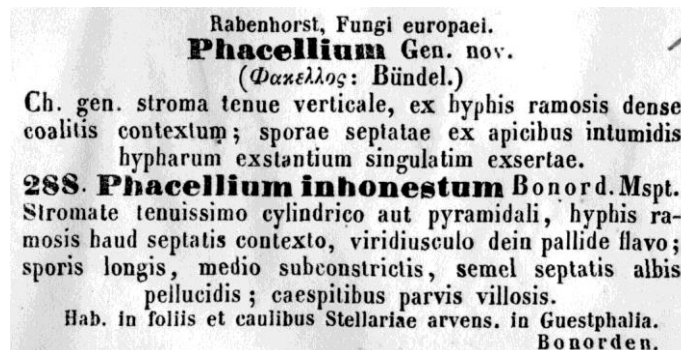 Rabenhorst, Fungi europaei.
Phacellium Gen. nov.
(Φακελλος: Bündel.)
Ch. gen. stroma tenue verticale, ex hyphis ramosis dense
coalitis contextum; sporae septatae ex apicibus intumidis
hypharum exstantium singulatim exsertae.
288. Phacellium inhonestum Bonord. Mspt.
Stromate tenuissimo cylindrico aut pyramidali, hyphis ra-
mosis haud septatis contexto, viridiusculo dein pallide flavo;
sporis longis, medio subconstrictis, semel septatis albis
pellucidis; caespitibus parvis villosis.
Hab. in foliis et caulibus Stellariae arvens. in Guestphalia.
Bonorden.